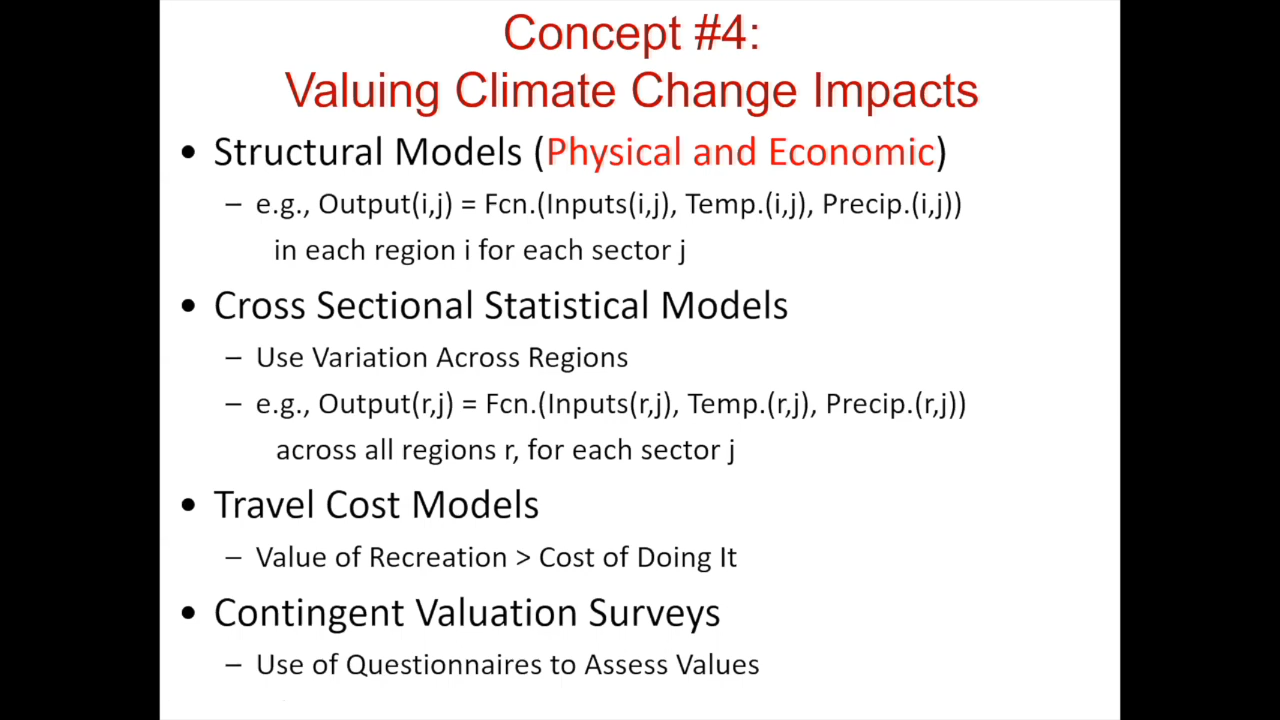 Concept #4:
Valuing Climate Change Impacts
• Structural Models (Physical and Economic)
– e.g., Output(i,j) = Fcn.(Inputs(i,j), Temp.(i,j), Precip.(i,j))
in each region i for each sector j
• Cross Sectional Statistical Models
– Use Variation Across Regions
– e.g., Output(r,j) = Fcn.(Inputs(r,j), Temp.(r,j), Precip.(r,j))
across all regions r, for each sector j
• Travel Cost Models
– Value of Recreation > Cost of Doing It
• Contingent Valuation Surveys
– Use of Questionnaires to Assess Values